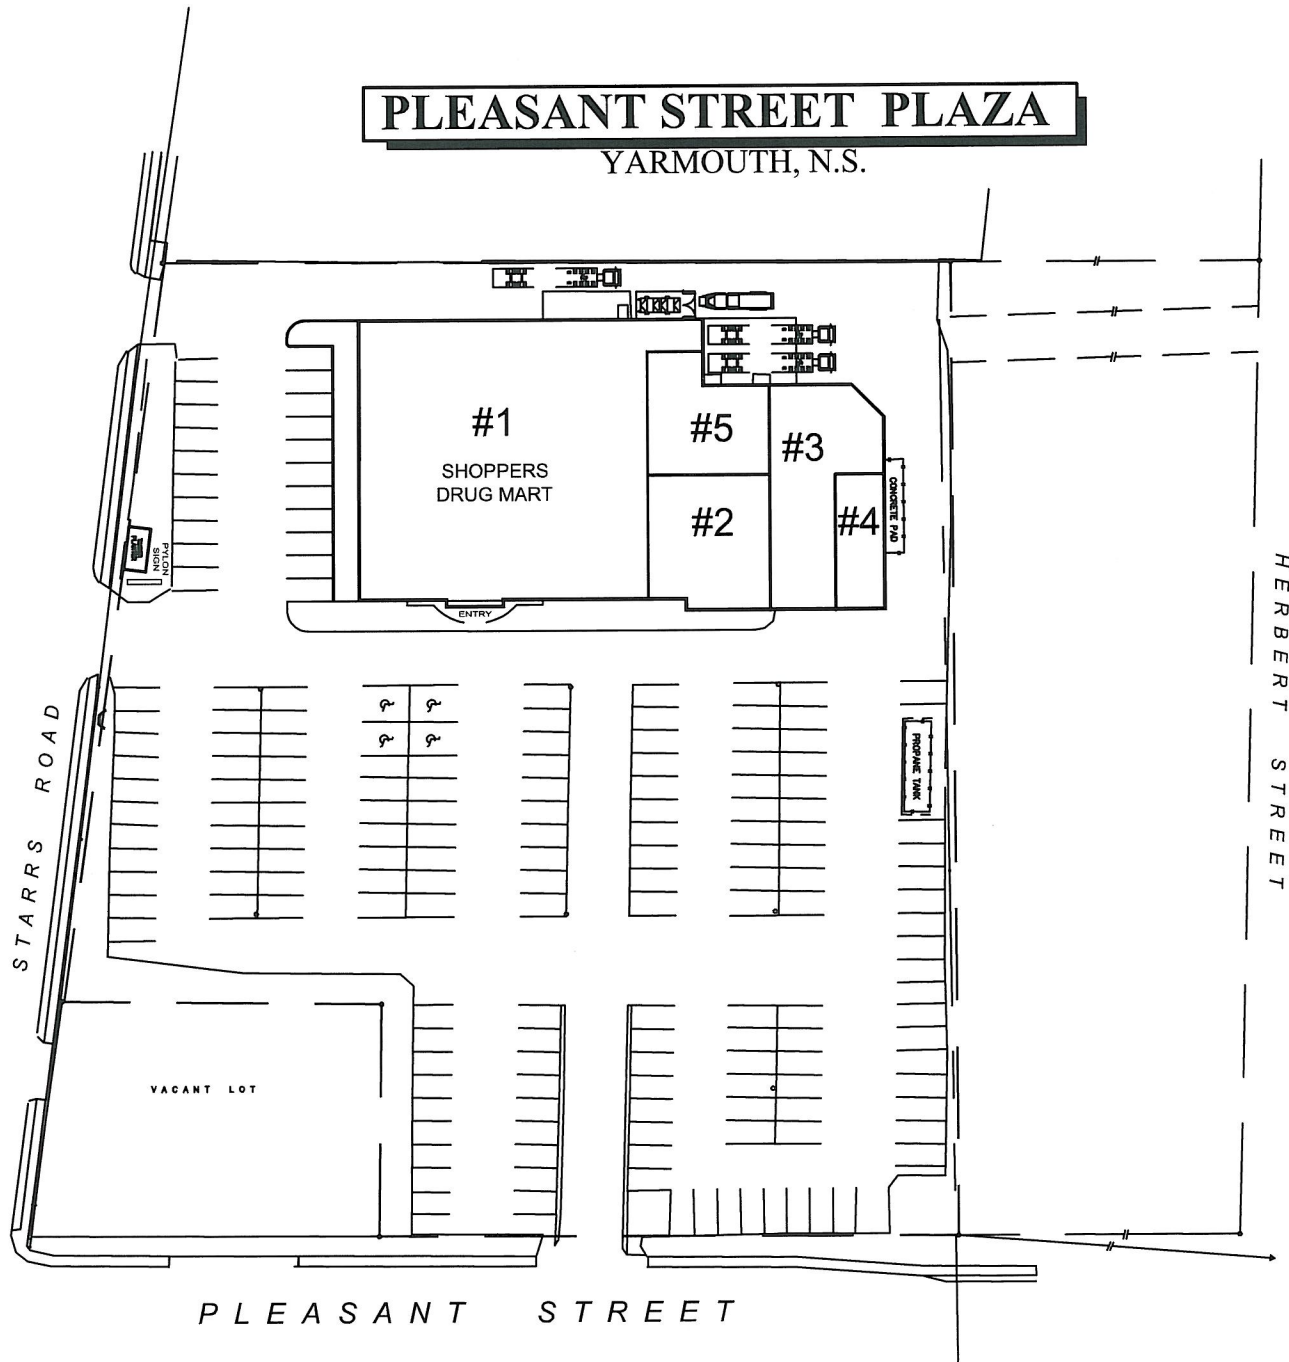 PLEASANT STREET PLAZA
YARMOUTH, N.S.
#1
SHOPPERS
DRUG MART
#5
#3
#2
#4
CONCRETE PAD
PYLON
SIGN
ENTRY
STARRS ROAD
HERBERT STREET
PROPANE TANK
VACANT LOT
PLEASANT STREET